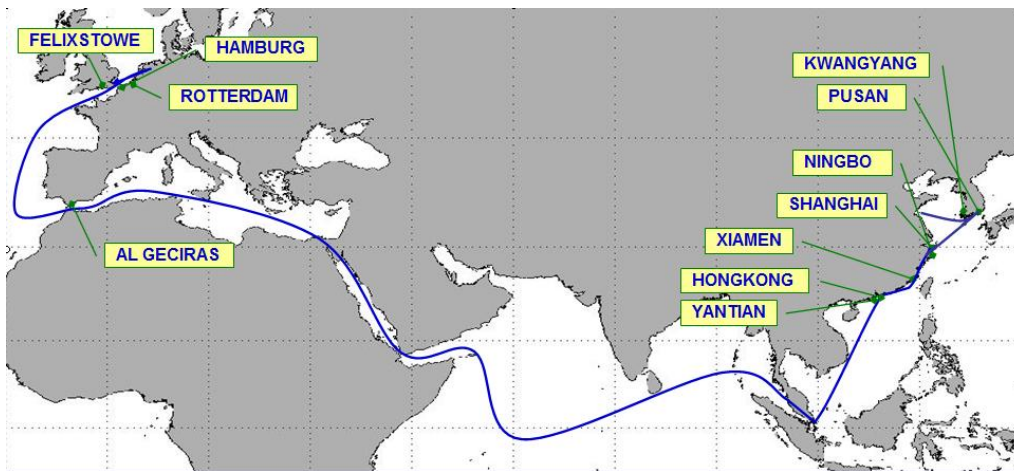 FELIXSTOWE
HAMBURG
ROTTERDAM
AL GECIRAS
KWANGYANG
PUSAN
NINGBO
SHANGHAI
XIAMEN
HONGKONG
YANTIAN